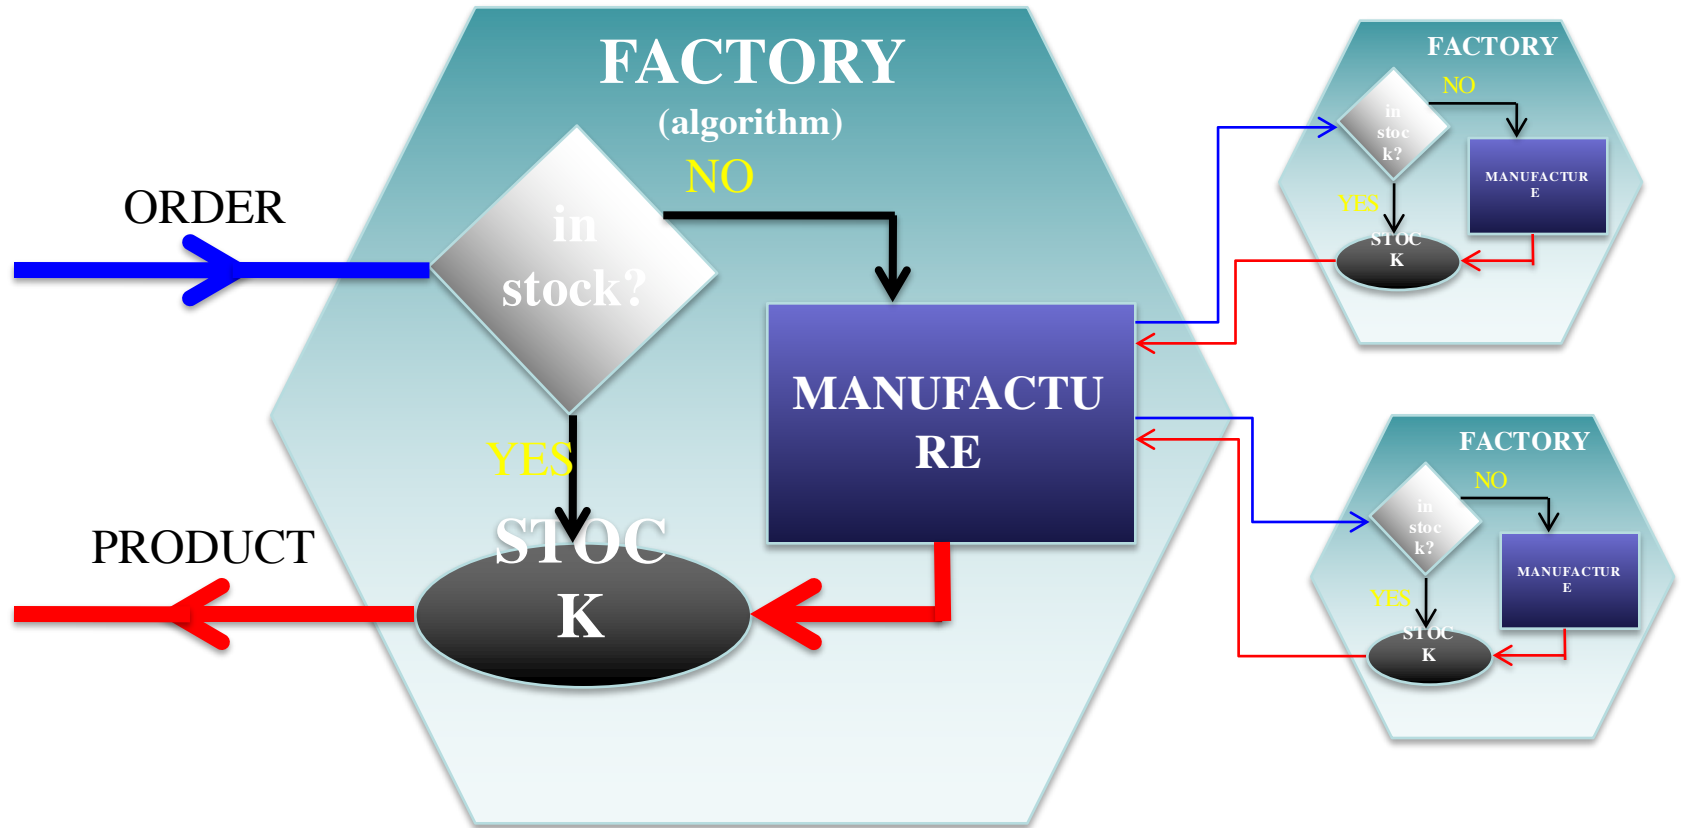 FACTORY
(algorithm)
NO
ORDER
in
stock?
MANUFACTU
RE
YES
STOC
K
PRODUCT
FACTORY
NO
in
stoc
k?
MANUFACTUR
E
YES
STOC
K
FACTORY
NO
in
stoc
k?
MANUFACTUR
E
YES
STOC
K